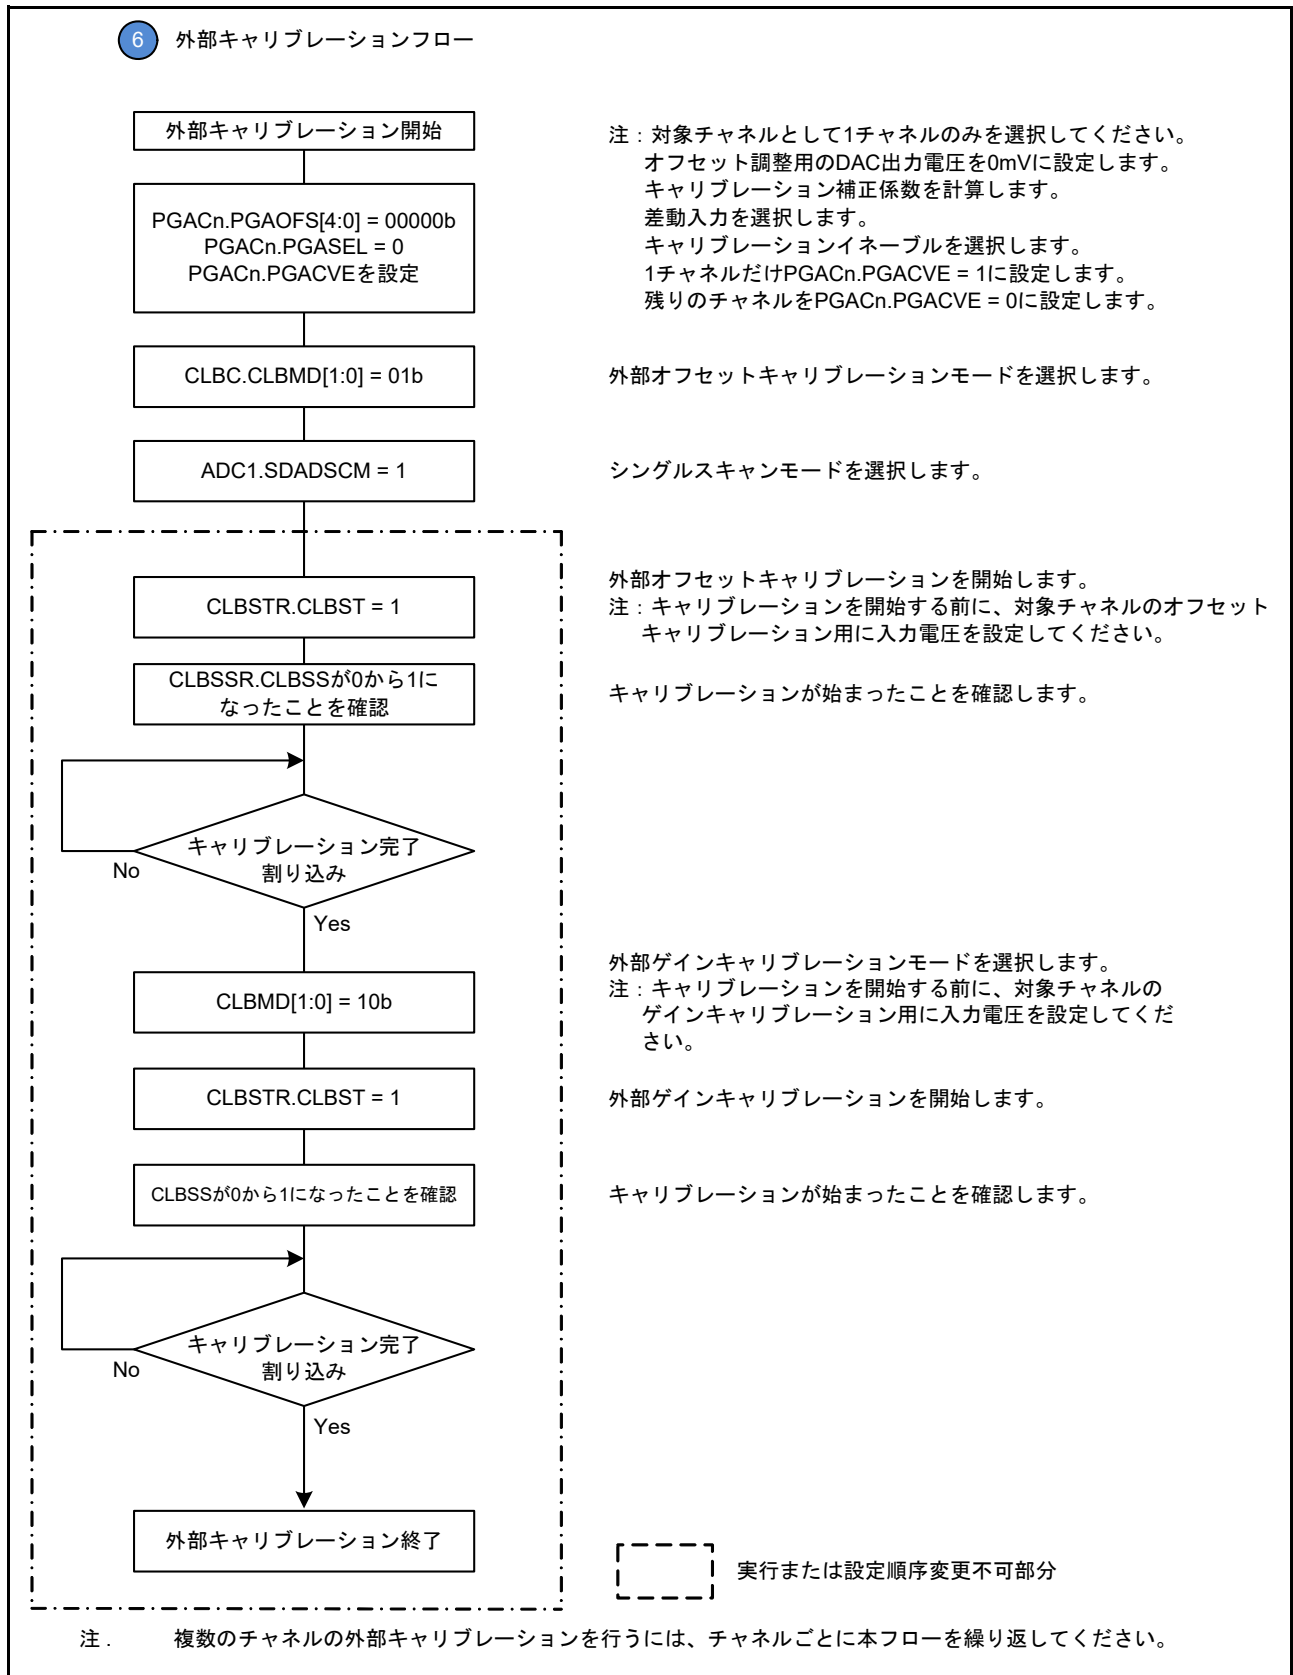 6 外部キャリブレーションフロー
外部キャリブレーション開始
注：対象チャネルとして1チャネルのみを選択してください。
オフセット調整用のDAC出力電圧を0mVに設定します。
キャリブレーション補正係数を計算します。
差動入力を選択します。
キャリブレーションイネーブルを選択します。
1チャネルだけPGACn.PGACVE = 1に設定します。
残りのチャネルをPGACn.PGACVE = 0に設定します。
PGACn.PGAOFS[4:0] = 00000b
PGACn.PGASEL = 0
PGACn.PGACVEを設定
CLBC.CLBMD[1:0] = 01b
外部オフセットキャリブレーションモードを選択します。
ADC1.SDADSCM = 1
シングルスキャンモードを選択します。
CLBSTR.CLBST = 1
外部オフセットキャリブレーションを開始します。
注：キャリブレーションを開始する前に、対象チャネルのオフセット
キャリブレーション用に入力電圧を設定してください。
CLBSSR.CLBSSが0から1に
なったことを確認
キャリブレーションが始まったことを確認します。
キャリブレーション完了
割り込み
No
Yes
CLBMD[1:0] = 10b
外部ゲインキャリブレーションモードを選択します。
注：キャリブレーションを開始する前に、対象チャネルの
ゲインキャリブレーション用に入力電圧を設定してくだ
さい。
CLBSTR.CLBST = 1
外部ゲインキャリブレーションを開始します。
CLBSSが0から1になったことを確認
キャリブレーションが始まったことを確認します。
キャリブレーション完了
割り込み
No
Yes
外部キャリブレーション終了
実行または設定順序変更不可部分
注． 複数のチャネルの外部キャリブレーションを行うには、チャネルごとに本フローを繰り返してください。